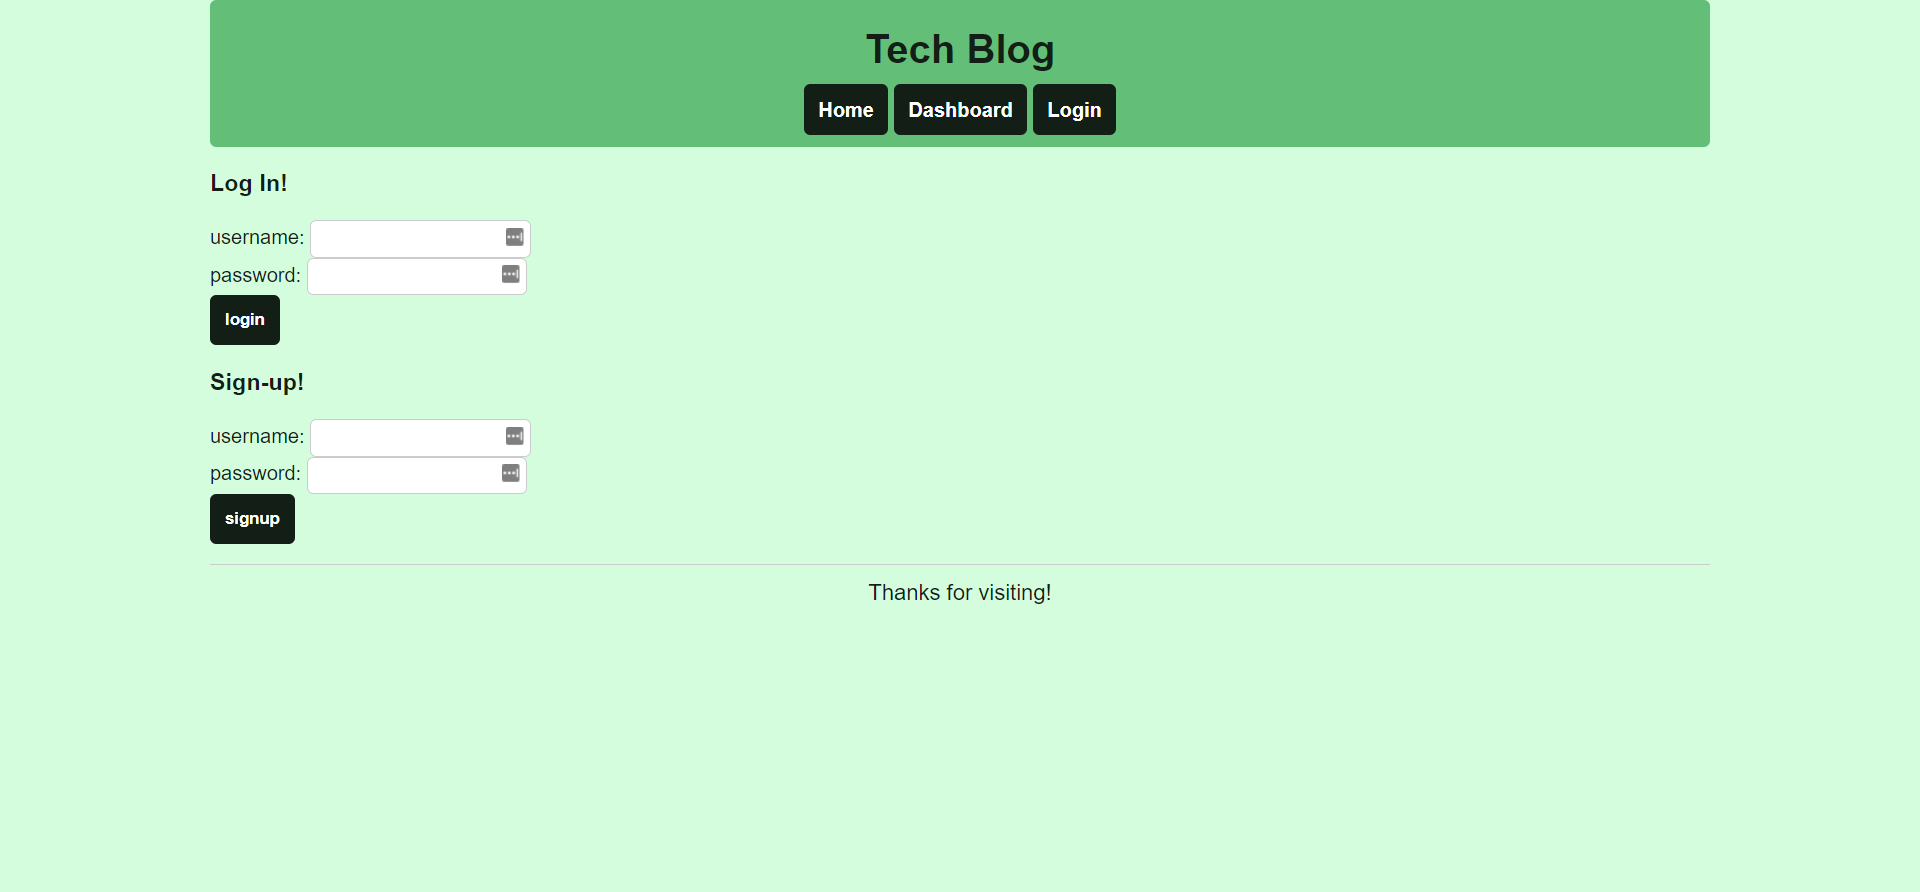 Tech Blog
Home Dashboard Login
Log In!
username:
password:
login
Sign-up!
username:
password:
signup
Thanks for visiting!